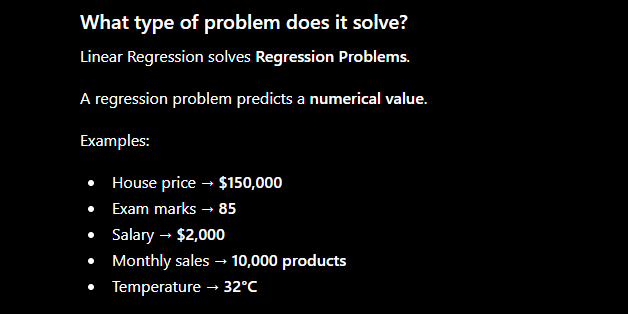 What type of problem does it solve?
Linear Regression solves Regression Problems.
A regression problem predicts a numerical value.
Examples:
• House price → $150,000
• Exam marks → 85
• Salary → $2,000
• Monthly sales → 10,000 products
• Temperature → 32°C